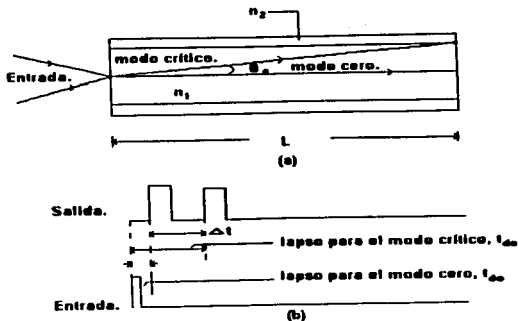 n₂
modo crítico.
Entrada.
θc
modo cero.
n₁
L
(a)
Salida.
Δt
lapso para el modo crítico, tdc
lapso para el modo cero, tdo
Entrada.
(b)